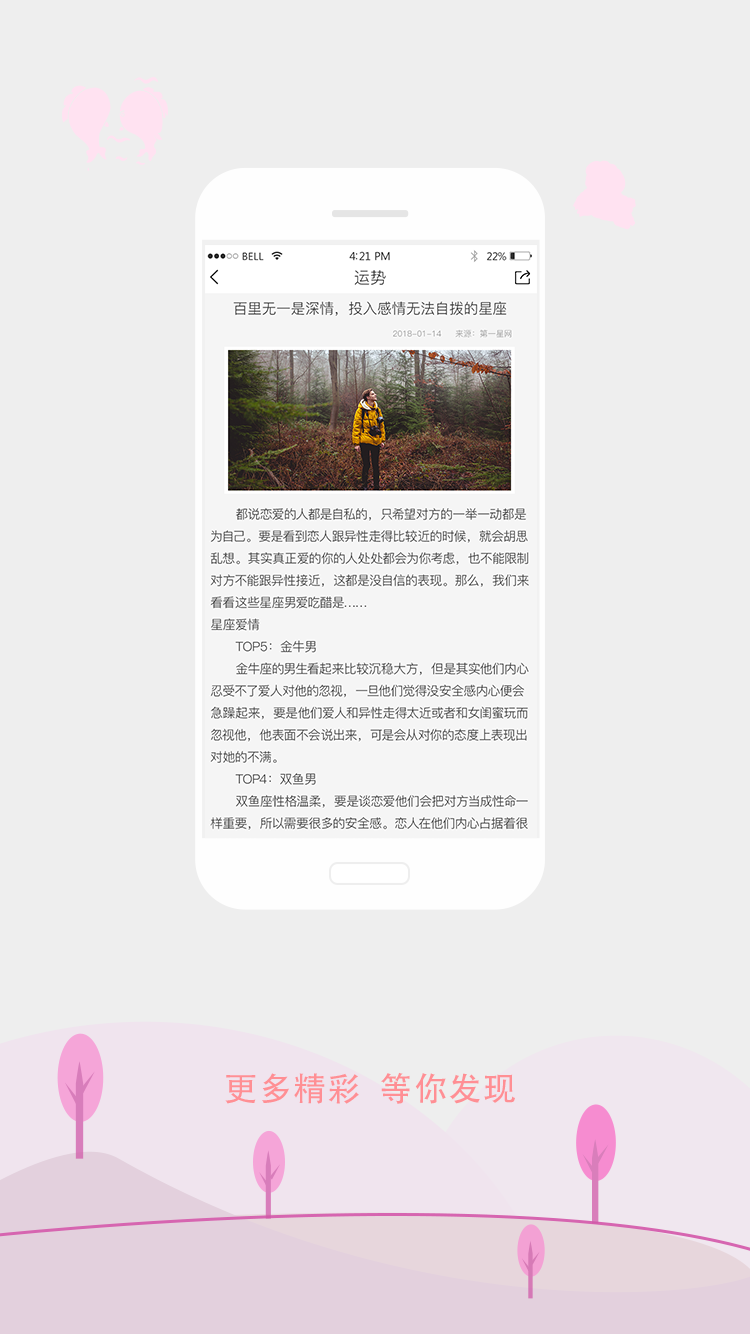 BELL
4:21 PM
22%
运势
百里无一是深情，投入感情无法自拨的星座
2018-01-14 来源：第一星网
都说恋爱的人都是自私的，只希望对方的一举一动都是
为自己。要是看到恋人跟异性走得比较近的时候，就会胡思
乱想。其实真正爱的你的人处处都会为你考虑，也不能限制
对方不能跟异性接近，这都是没自信的表现。那么，我们来
看看这些星座男爱吃醋是……
星座爱情
TOP5：金牛男
金牛座的男生看起来比较沉稳大方，但是其实他们内心
忍受不了爱人对他的忽视，一旦他们觉得没安全感内心便会
急躁起来，要是他们爱人和异性走得太近或者和女闺蜜玩而
忽视他，他表面不会说出来，可是会从对你的态度上表现出
对她的不满。
TOP4：双鱼男
双鱼座性格温柔，要是谈恋爱他们会把对方当成性命一
样重要，所以需要很多的安全感。恋人在他们内心占据着很
更多精彩 等你发现